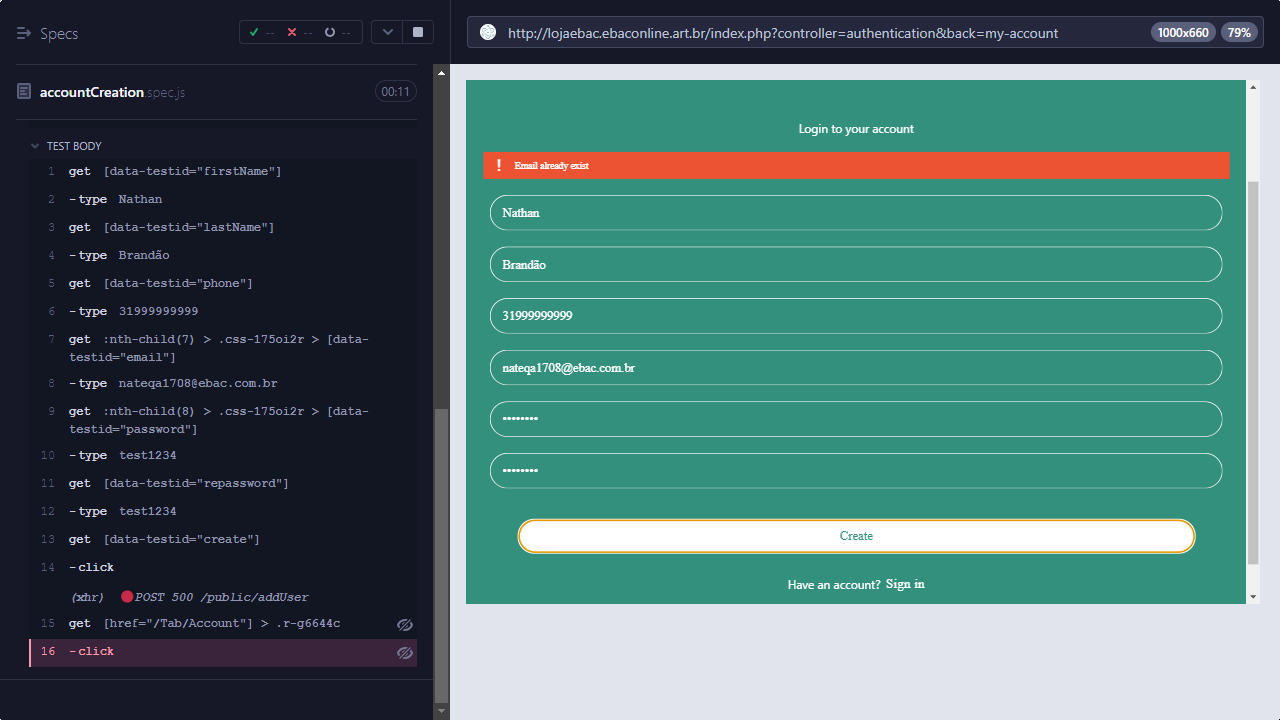 Specs
-- -- --
accountCreation.spec.js
00:11
TEST BODY
1 get [data-testid="firstName"]
2 -type Nathan
3 get [data-testid="lastName"]
4 -type Brandão
5 get [data-testid="phone"]
6 -type 31999999999
7 get :nth-child(7) > .css-175oi2r > [data-
testid="email"]
8 -type nateqa1708@ebac.com.br
9 get :nth-child(8) > .css-175oi2r > [data-
testid="password"]
10 -type test1234
11 get [data-testid="repassword"]
12 -type test1234
13 get [data-testid="create"]
14 -click
(xhr) POST 500 /public/addUser
15 get [href="/Tab/Account"] > .r-g6644c
16 -click
http://lojaebac.ebaconline.art.br/index.php?controller=authentication&back=my-account
1000x660
79%
Login to your account
! Email already exist
Nathan
Brandão
31999999999
nateqa1708@ebac.com.br
••••••••
••••••••
Create
Have an account? Sign in